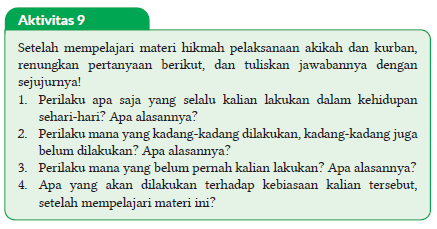 Aktivitas 9
Setelah mempelajari materi hikmah pelaksanaan akikah dan kurban,
renungkan pertanyaan berikut, dan tuliskan jawabannya dengan
sejujurnya!
1. Perilaku apa saja yang selalu kalian lakukan dalam kehidupan
sehari-hari? Apa alasannya?
2. Perilaku mana yang kadang-kadang dilakukan, kadang-kadang juga
belum dilakukan? Apa alasannya?
3. Perilaku mana yang belum pernah kalian lakukan? Apa alasannya?
4. Apa yang akan dilakukan terhadap kebiasaan kalian tersebut,
setelah mempelajari materi ini?